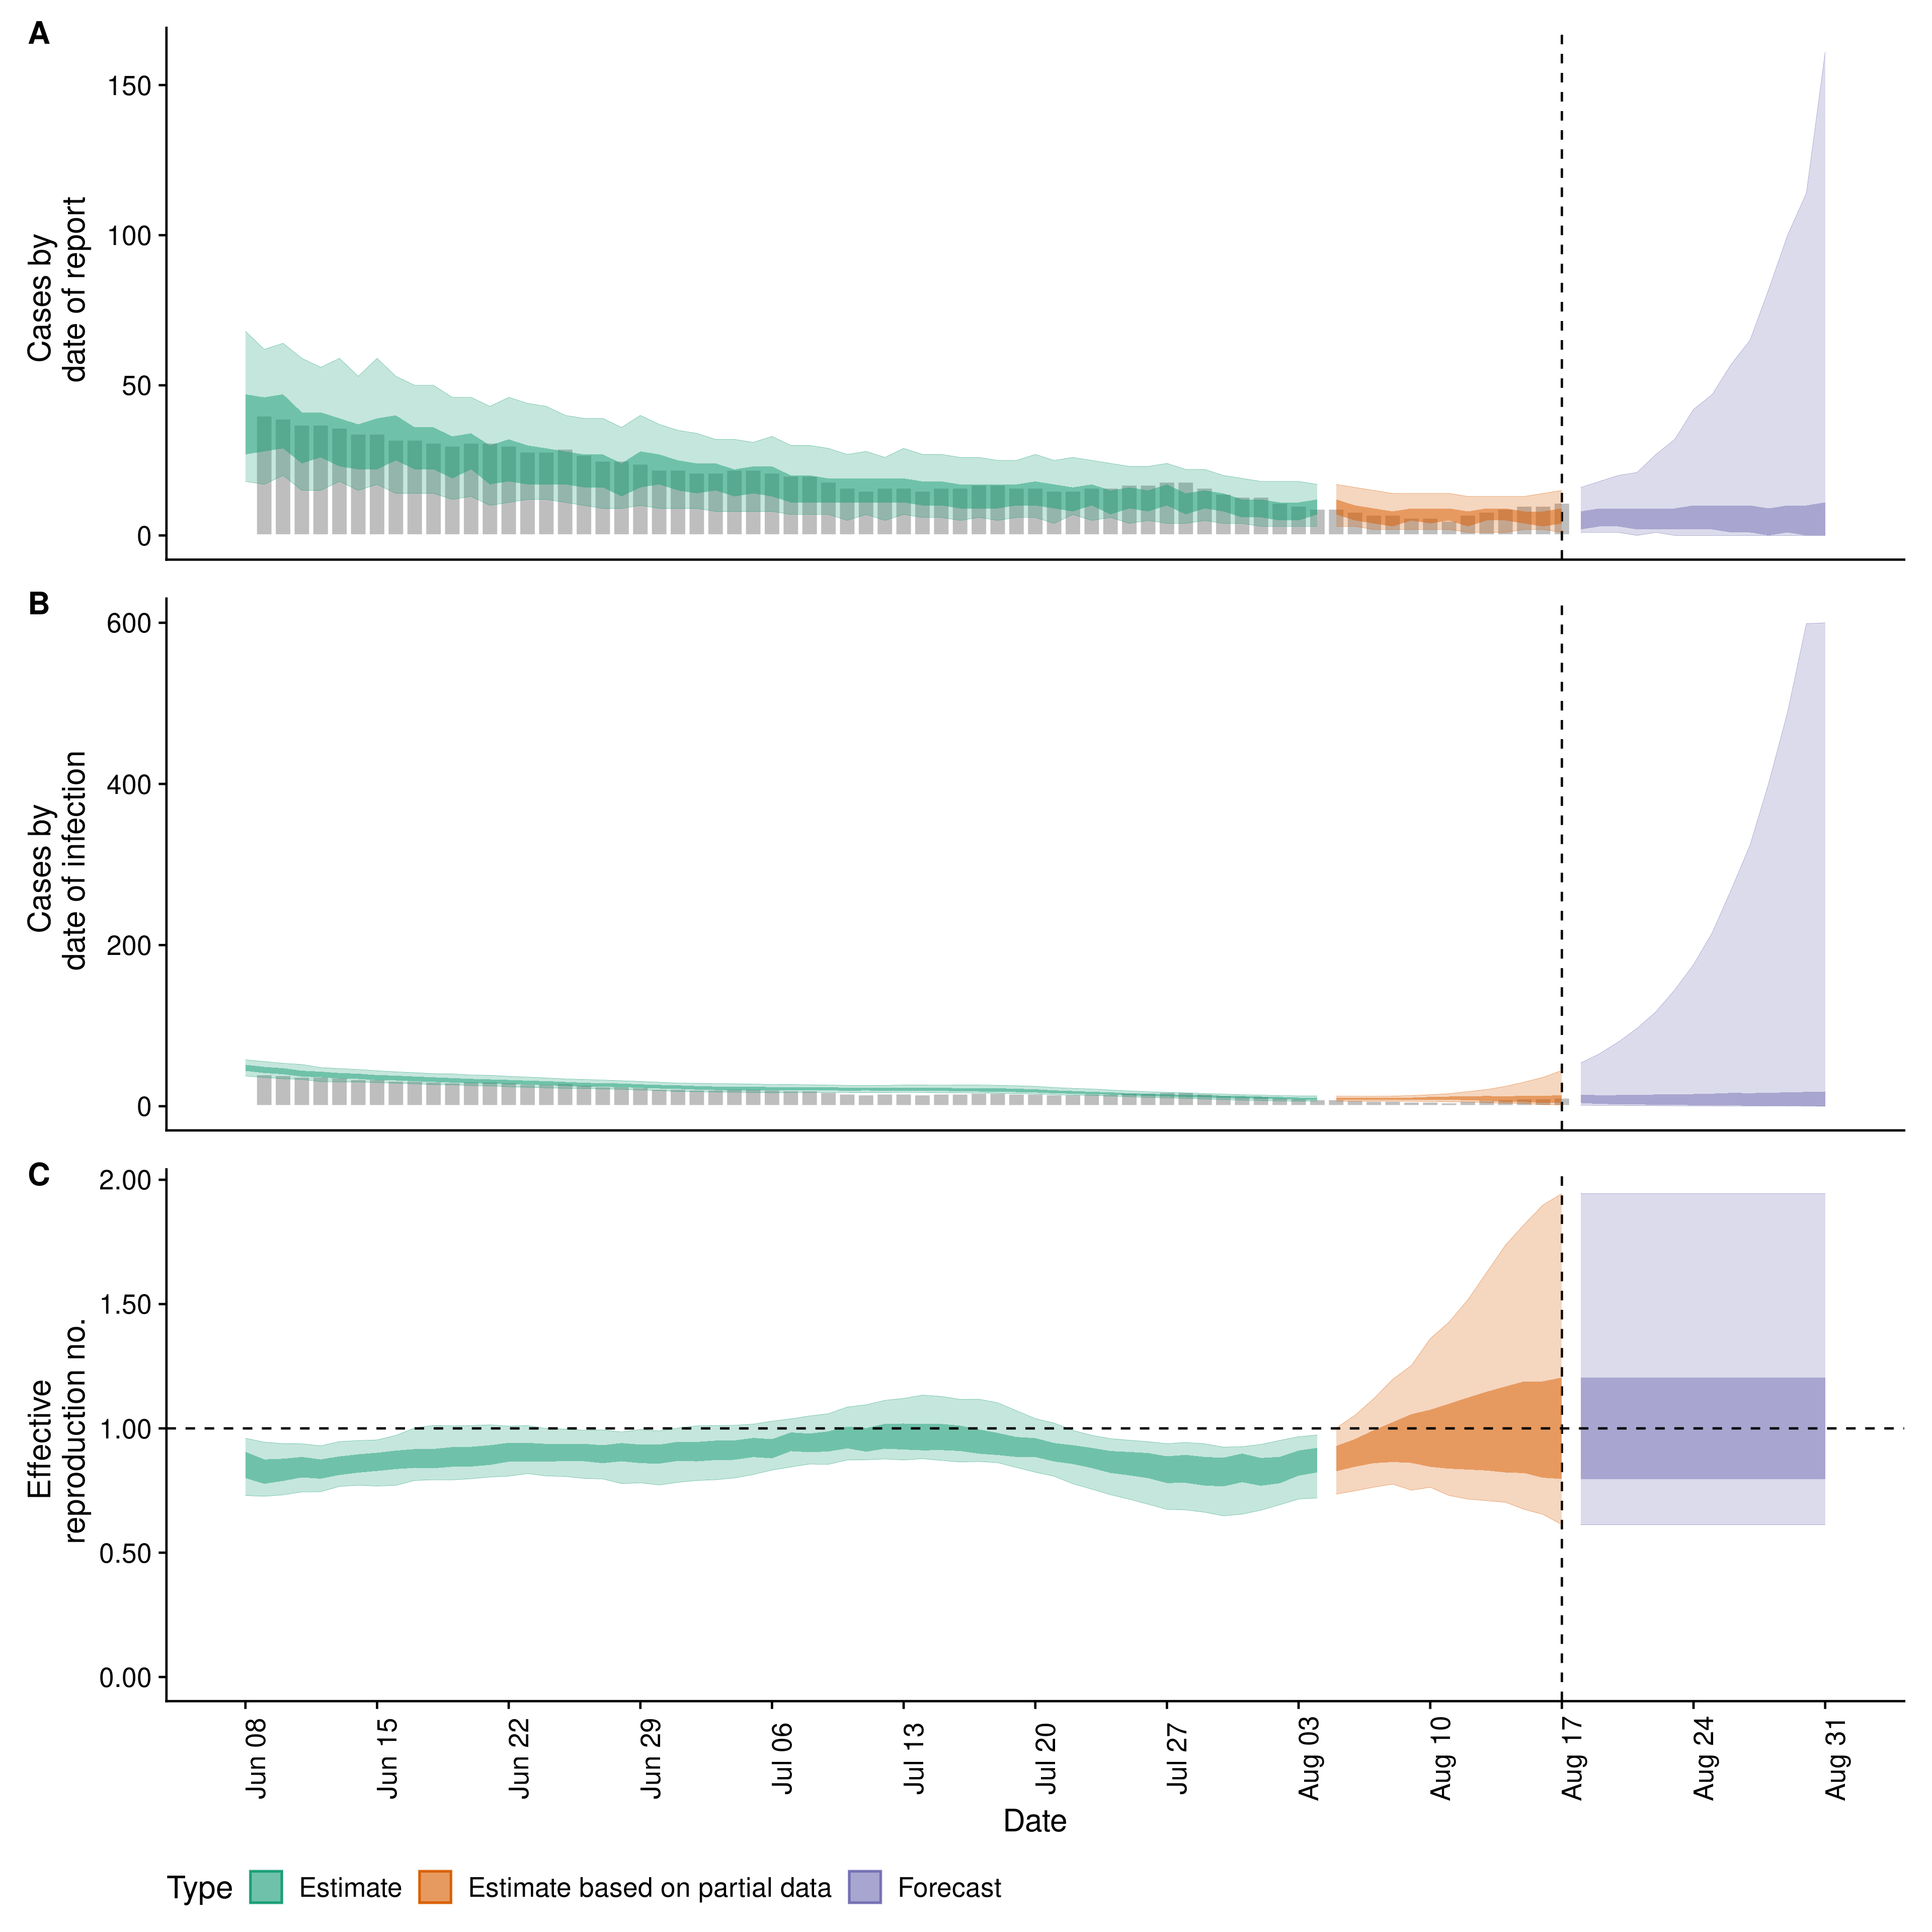 A
Cases by
date of report
150
100
50
0
B
Cases by
date of infection
600
400
200
0
C
Effective
reproduction no.
2.00
1.50
1.00
0.50
0.00
Jun 08
Jun 15
Jun 22
Jun 29
Jul 06
Jul 13
Jul 20
Jul 27
Aug 03
Aug 10
Aug 17
Aug 24
Aug 31
Date
Type Estimate Estimate based on partial data Forecast